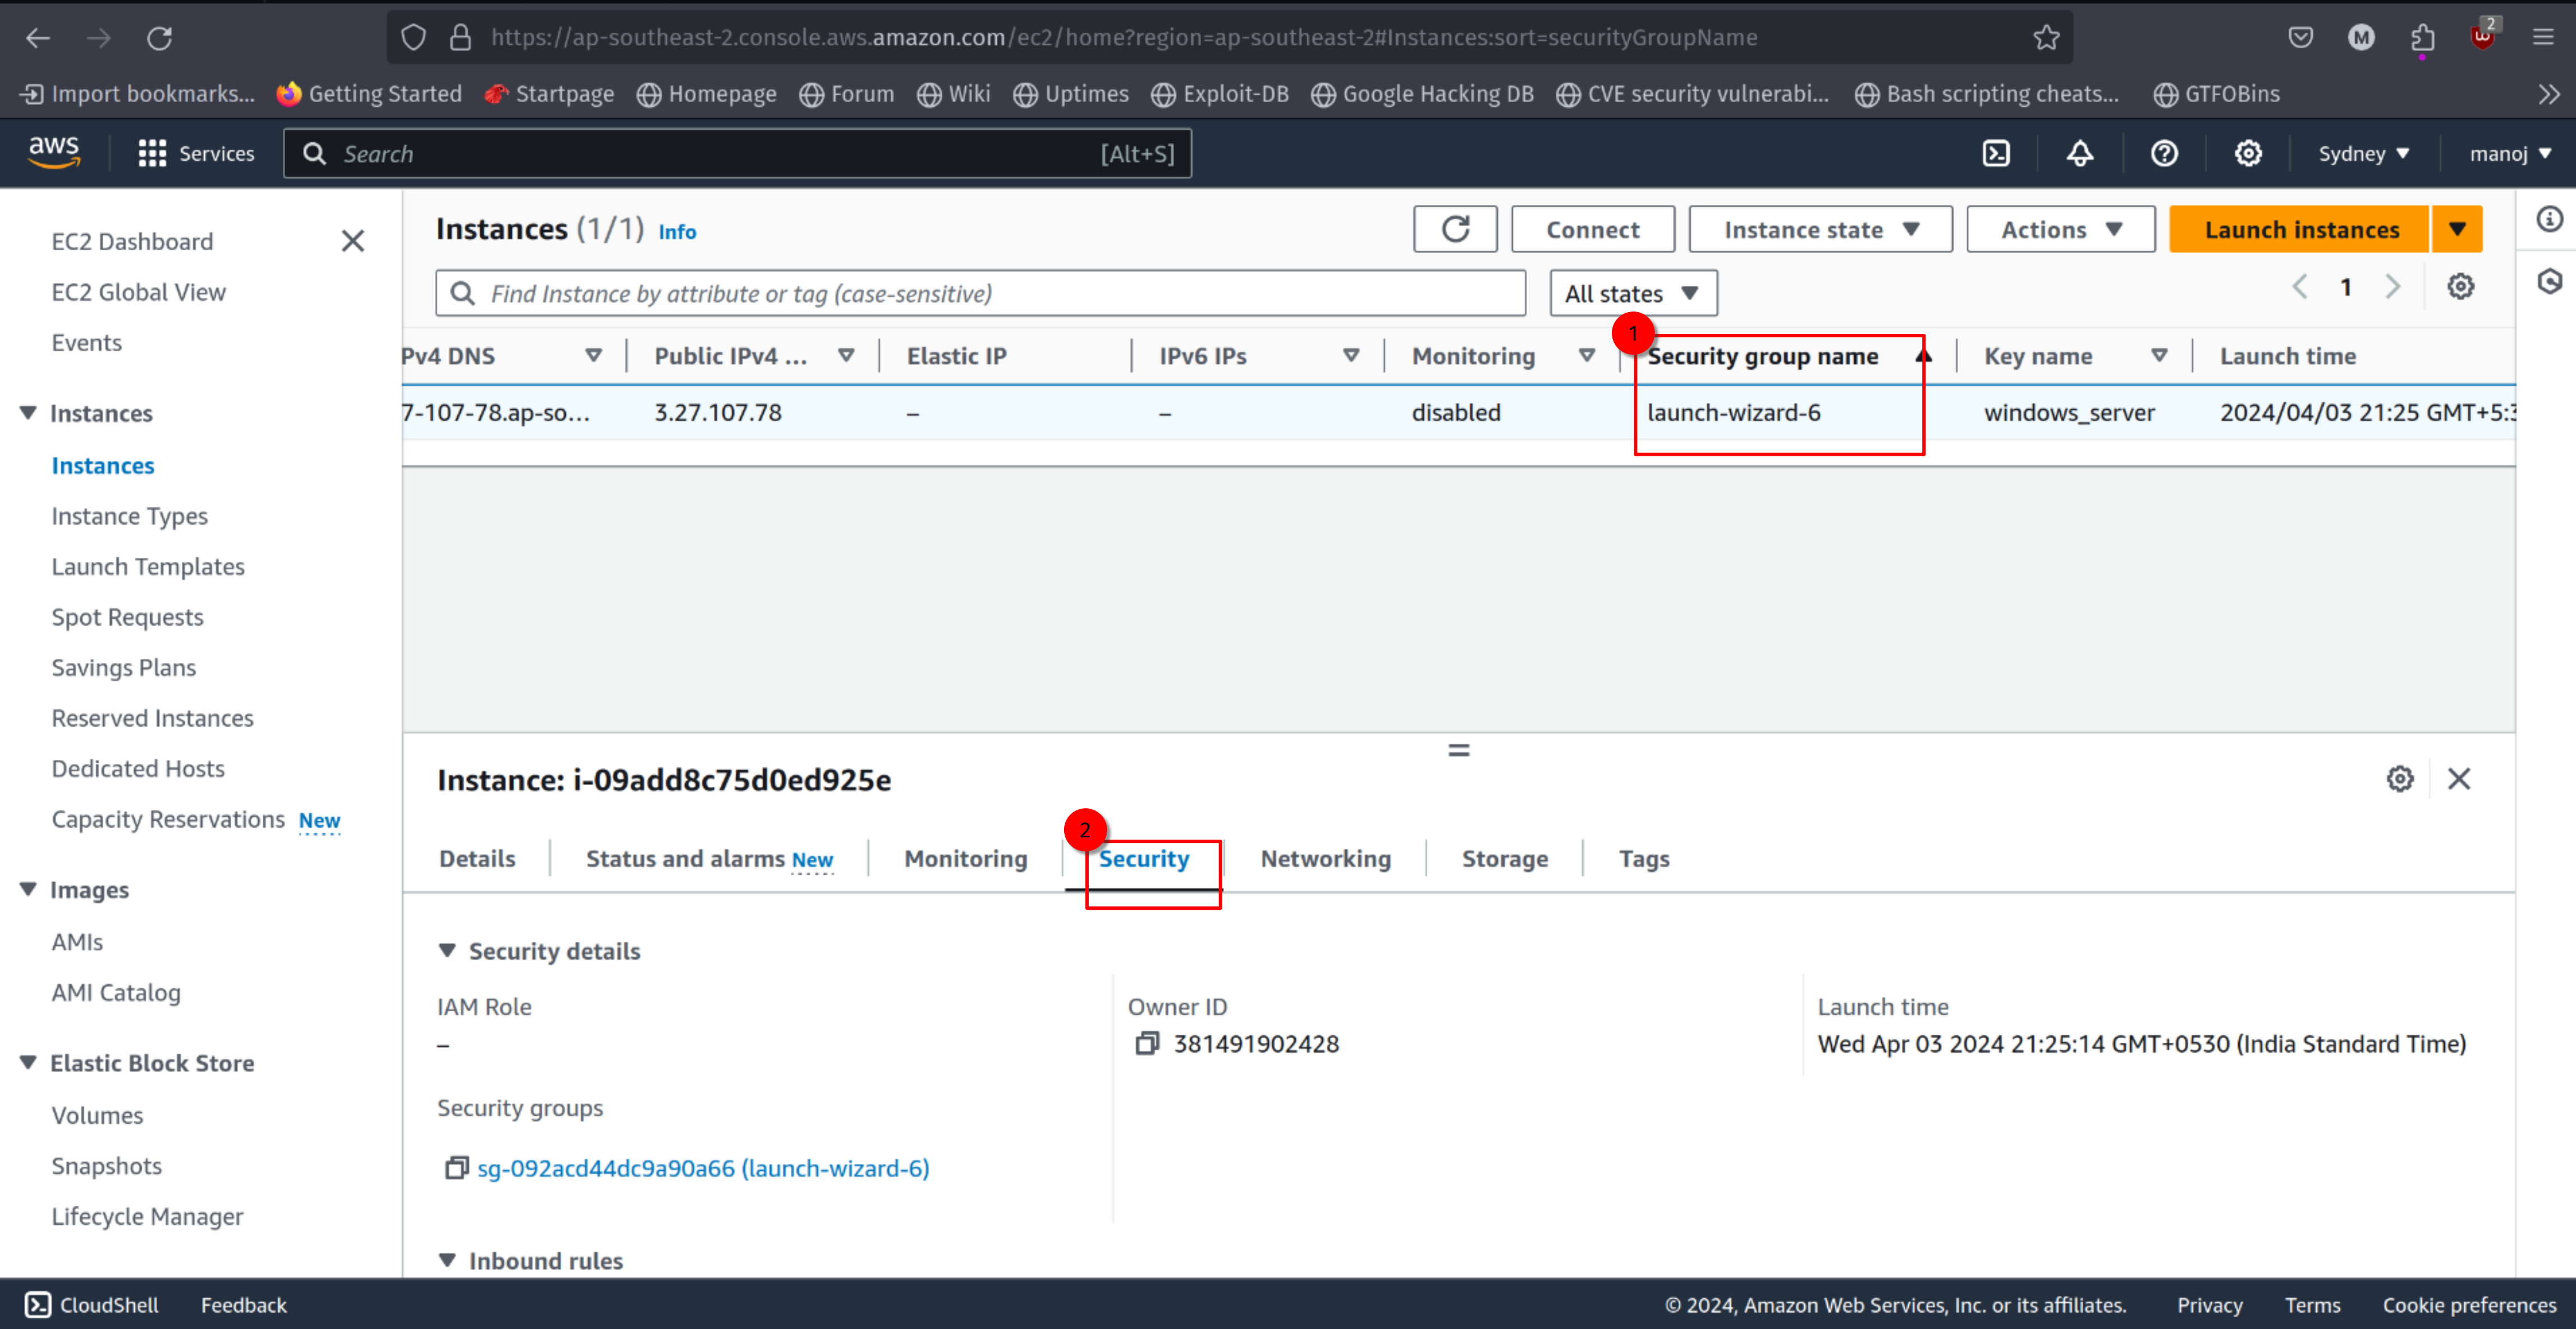 https://ap-southeast-2.console.aws.amazon.com/ec2/home?region=ap-southeast-2#Instances:sort=securityGroupName
M
2
Import bookmarks... Getting Started Startpage Homepage Forum Wiki Uptimes Exploit-DB Google Hacking DB CVE security vulnerabi... Bash scripting cheats... GTFOBins
aws Services Search [Alt+S] Sydney manoj
EC2 Dashboard
EC2 Global View
Events
Instances
Instances
Instance Types
Launch Templates
Spot Requests
Savings Plans
Reserved Instances
Dedicated Hosts
Capacity Reservations New
Images
AMIs
AMI Catalog
Elastic Block Store
Volumes
Snapshots
Lifecycle Manager
Instances (1/1) Info Connect Instance state Actions Launch instances
Find Instance by attribute or tag (case-sensitive) All states 1
1
Pv4 DNS Public IPv4 ... Elastic IP IPv6 IPs Monitoring Security group name Key name Launch time
7-107-78.ap-so... 3.27.107.78 – – disabled launch-wizard-6 windows_server 2024/04/03 21:25 GMT+5:3
Instance: i-09add8c75d0ed925e
2
Details Status and alarms New Monitoring Security Networking Storage Tags
Security details
IAM Role Owner ID Launch time
– 381491902428 Wed Apr 03 2024 21:25:14 GMT+0530 (India Standard Time)
Security groups
sg-092acd44dc9a90a66 (launch-wizard-6)
Inbound rules
CloudShell Feedback © 2024, Amazon Web Services, Inc. or its affiliates. Privacy Terms Cookie preferences